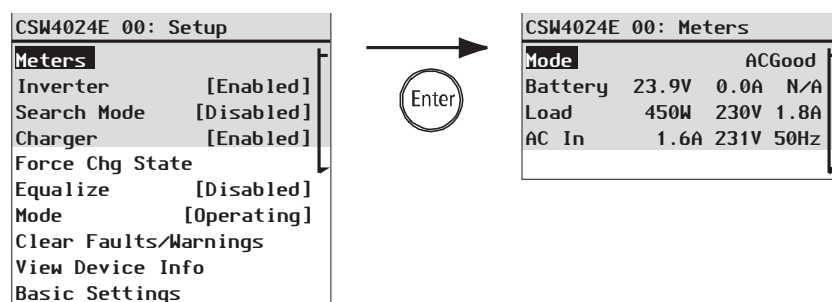 CSW4024E 00: Setup
Meters
Inverter [Enabled]
Search Mode [Disabled]
Charger [Enabled]
Force Chg State
Equalize [Disabled]
Mode [Operating]
Clear Faults/Warnings
View Device Info
Basic Settings
Enter
CSW4024E 00: Meters
Mode ACGood
Battery 23.9V 0.0A N/A
Load 450W 230V 1.8A
AC In 1.6A 231V 50Hz